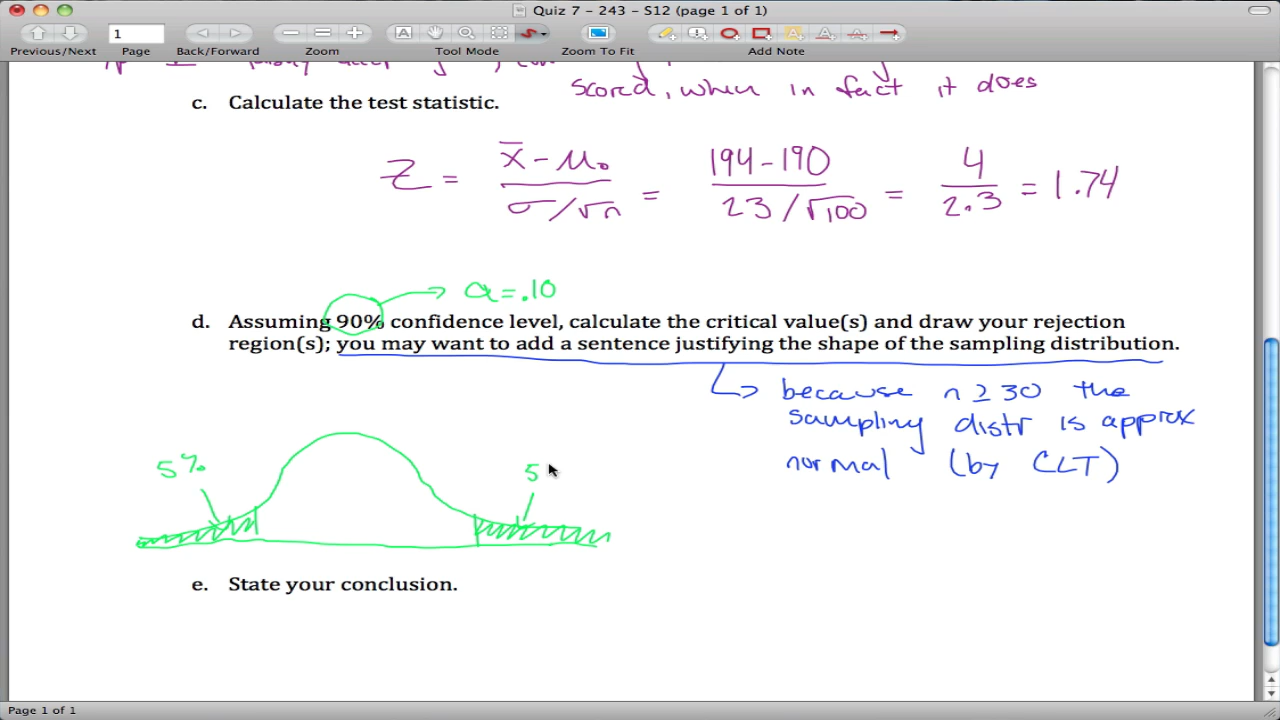 Quiz 7 - 243 - S12 (page 1 of 1)
1
Previous/Next Page Back/Forward Zoom Tool Mode Zoom To Fit Add Note
scored, when in fact it does
c. Calculate the test statistic.
Z = x̄ - μ₀ / σ/√n = 194-190 / 23/√100 = 4 / 2.3 = 1.74
α = .10
d. Assuming 90% confidence level, calculate the critical value(s) and draw your rejection
region(s); you may want to add a sentence justifying the shape of the sampling distribution.
because n ≥ 30 the
sampling distr is approx
normal (by CLT)
5% 5
e. State your conclusion.
Page 1 of 1